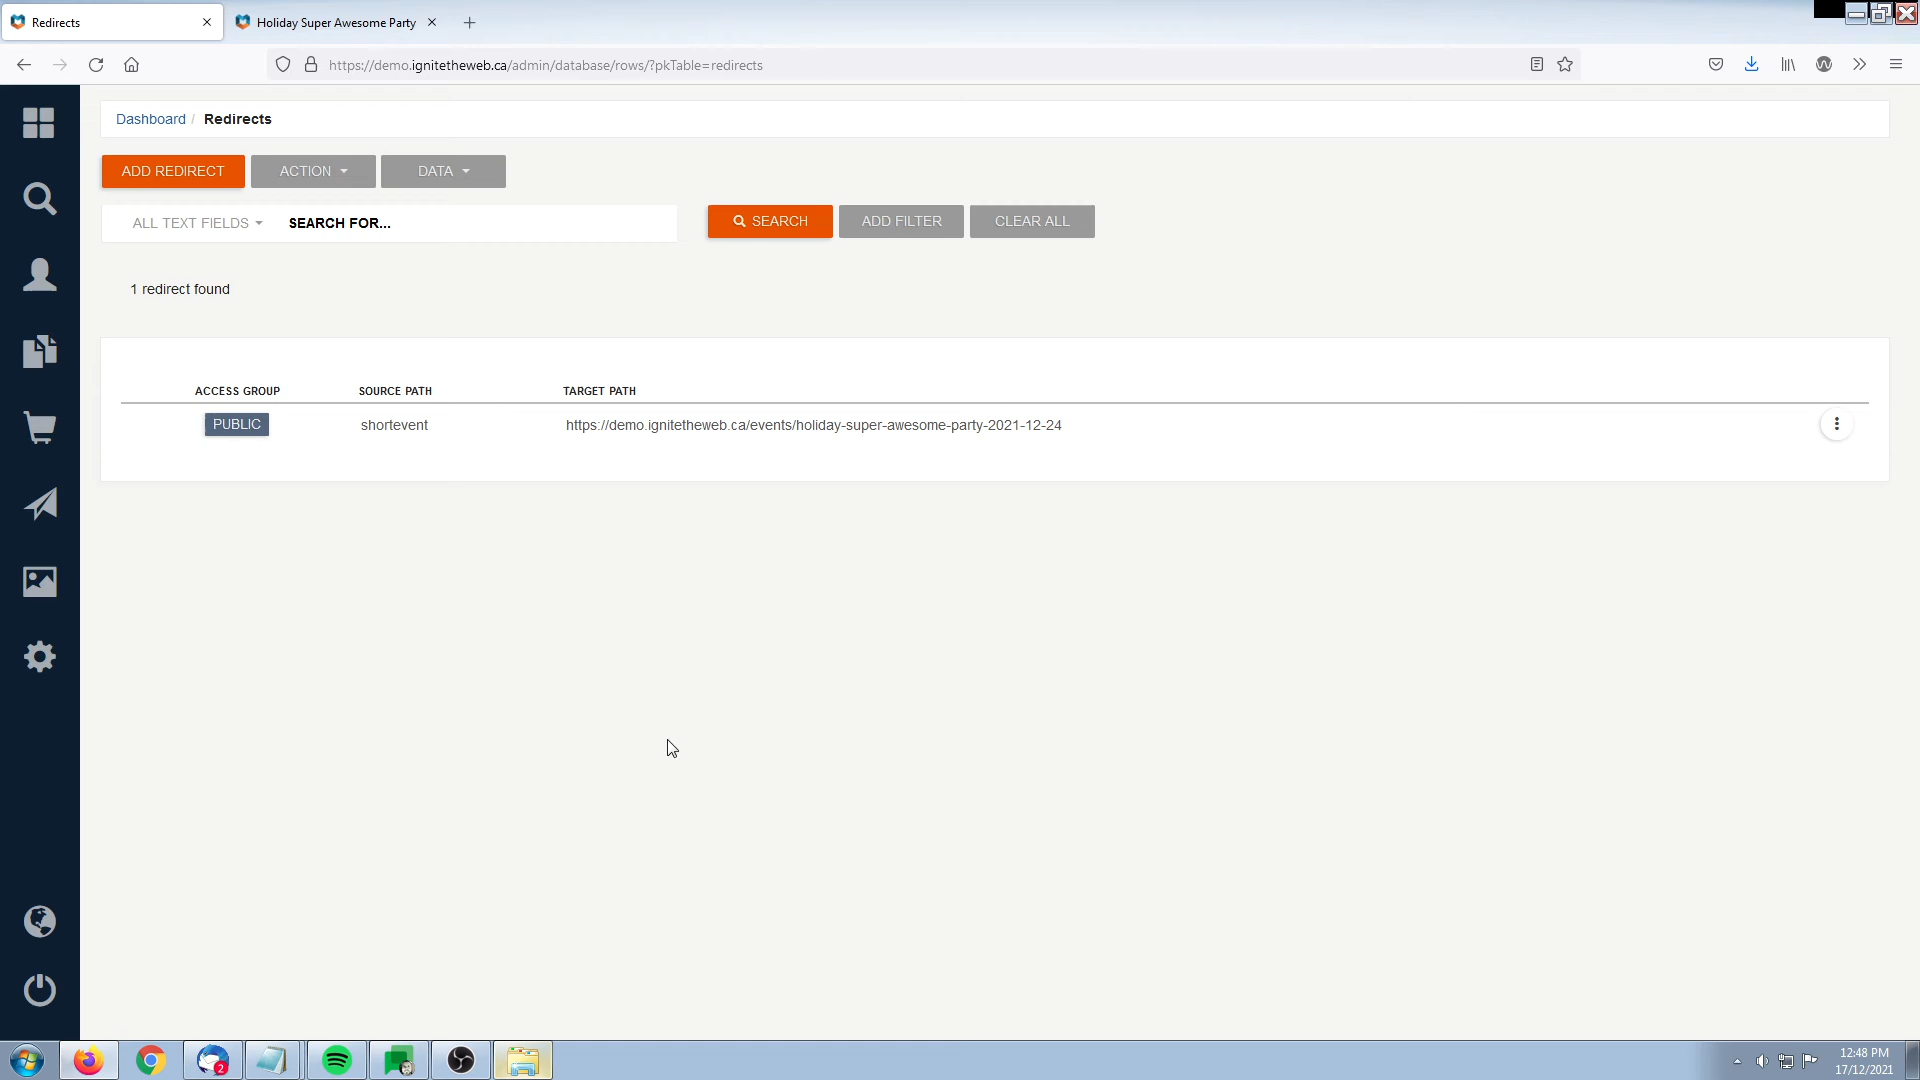 Redirects
Holiday Super Awesome Party
https://demo.ignitetheweb.ca/admin/database/rows/?pkTable=redirects
Dashboard / Redirects
ADD REDIRECT
ACTION
DATA
ALL TEXT FIELDS
SEARCH FOR...
SEARCH
ADD FILTER
CLEAR ALL
1 redirect found
ACCESS GROUP SOURCE PATH TARGET PATH
PUBLIC shortevent https://demo.ignitetheweb.ca/events/holiday-super-awesome-party-2021-12-24
2
12:48 PM
17/12/2021